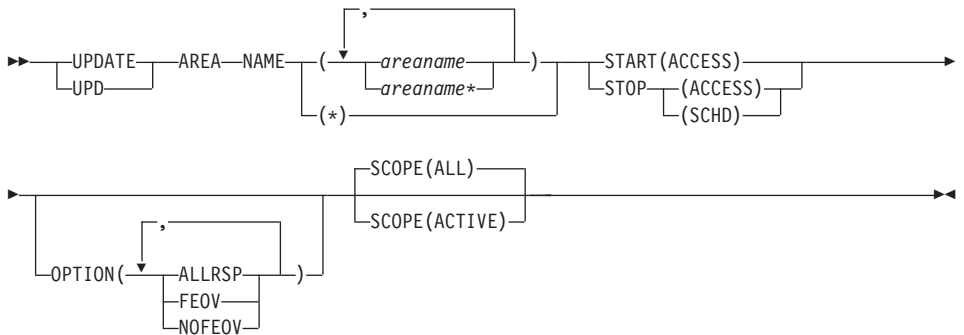 ,
UPDATE AREA NAME ( areaname ) START(ACCESS)
UPD areaname* STOP (ACCESS)
(*) (SCHD)
SCOPE(ALL)
, SCOPE(ACTIVE)
OPTION( ALLRSP )
FEOV
NOFEOV